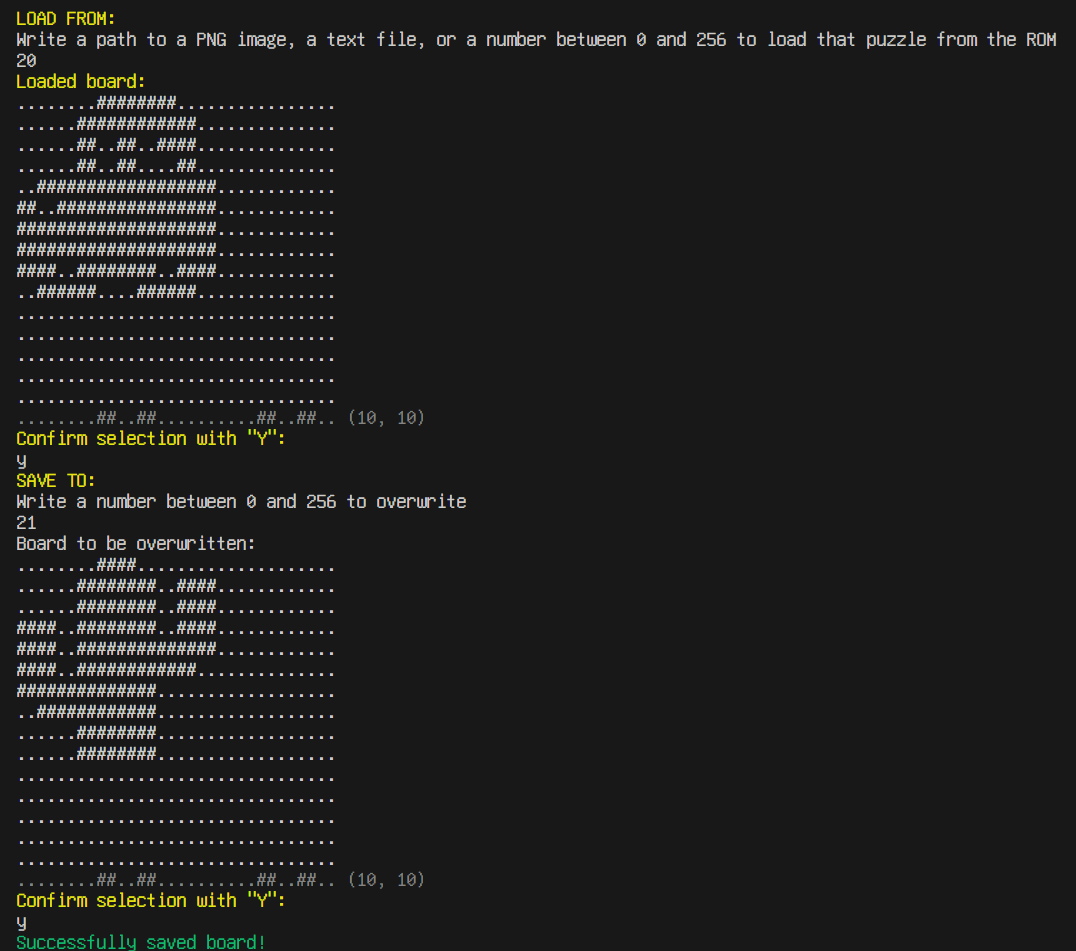 LOAD FROM:
Write a path to a PNG image, a text file, or a number between 0 and 256 to load that puzzle from the ROM
20
Loaded board:
........########................
......############..............
......##..##..####..............
......##..##....##..............
..##################............
##..################............
####################............
####################............
####..########..####............
..######....######..............
................................
................................
................................
................................
................................
........##..##..........##..##.. (10, 10)
Confirm selection with "Y":
y
SAVE TO:
Write a number between 0 and 256 to overwrite
21
Board to be overwritten:
........####....................
......########..####............
......########..####............
####..########..####............
####..##############............
####..############..............
##############..................
..############..................
......########..................
......########..................
................................
................................
................................
................................
................................
........##..##..........##..##.. (10, 10)
Confirm selection with "Y":
y
Successfully saved board!